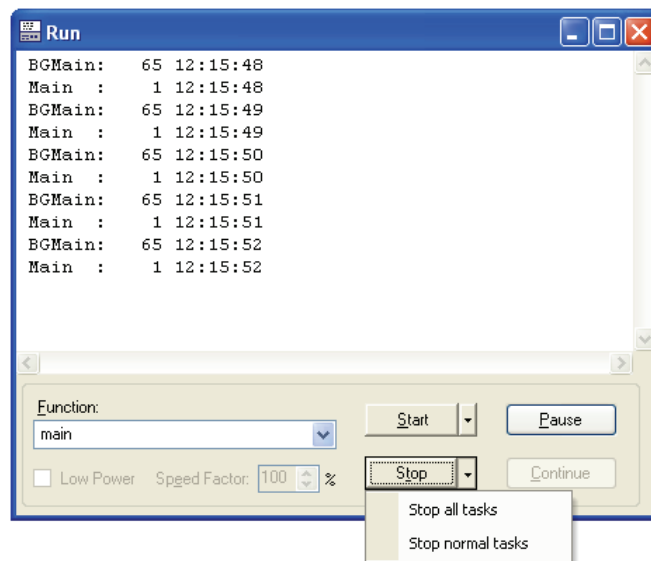 Run
BGMain:    65 12:15:48
Main  :     1 12:15:48
BGMain:    65 12:15:49
Main  :     1 12:15:49
BGMain:    65 12:15:50
Main  :     1 12:15:50
BGMain:    65 12:15:51
Main  :     1 12:15:51
BGMain:    65 12:15:52
Main  :     1 12:15:52
Function:
main
Start
Pause
Low Power Speed Factor: 100 %
Stop
Continue
Stop all tasks
Stop normal tasks